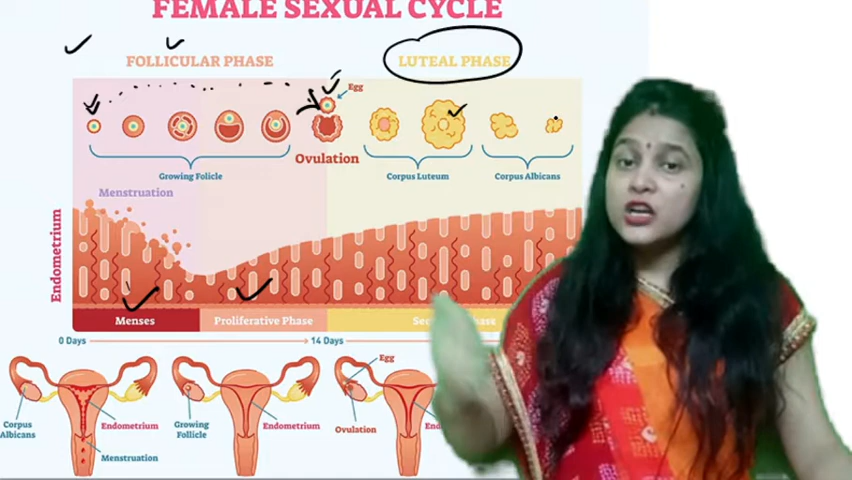 FEMALE SEXUAL CYCLE
FOLLICULAR PHASE
LUTEAL PHASE
Egg
Ovulation
Growing Follicle
Corpus Luteum
Corpus Albicans
Menstruation
Endometrium
Menses
Proliferative Phase
0 Days
14 Days
Egg
Corpus
Albicans
Endometrium
Menstruation
Growing
Follicle
Endometrium
Ovulation